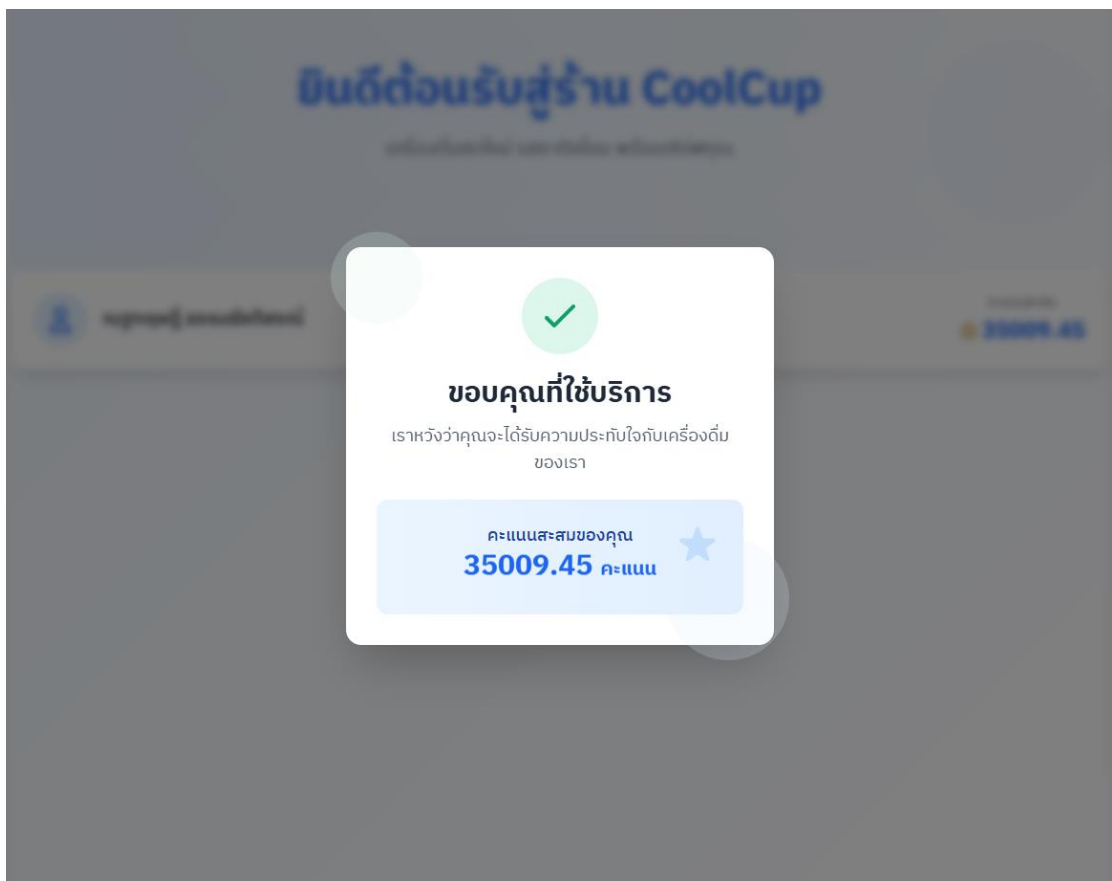 ยินดีต้อนรับสู่ร้าน CoolCup
35009.45
ขอบคุณที่ใช้บริการ
เราหวังว่าคุณจะได้รับความประทับใจกับเครื่องดื่ม
ของเรา
คะแนนสะสมของคุณ
35009.45 คะแนน